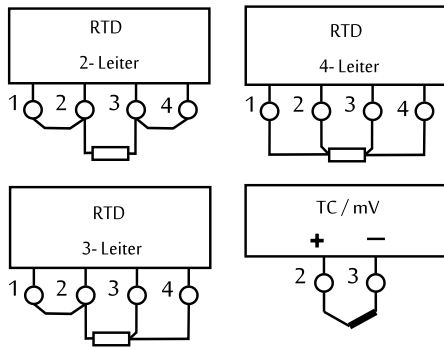 RTD
2- Leiter
1 2 3 4
RTD
4- Leiter
1 2 3 4
RTD
3- Leiter
1 2 3 4
TC / mV
+ −
2 3